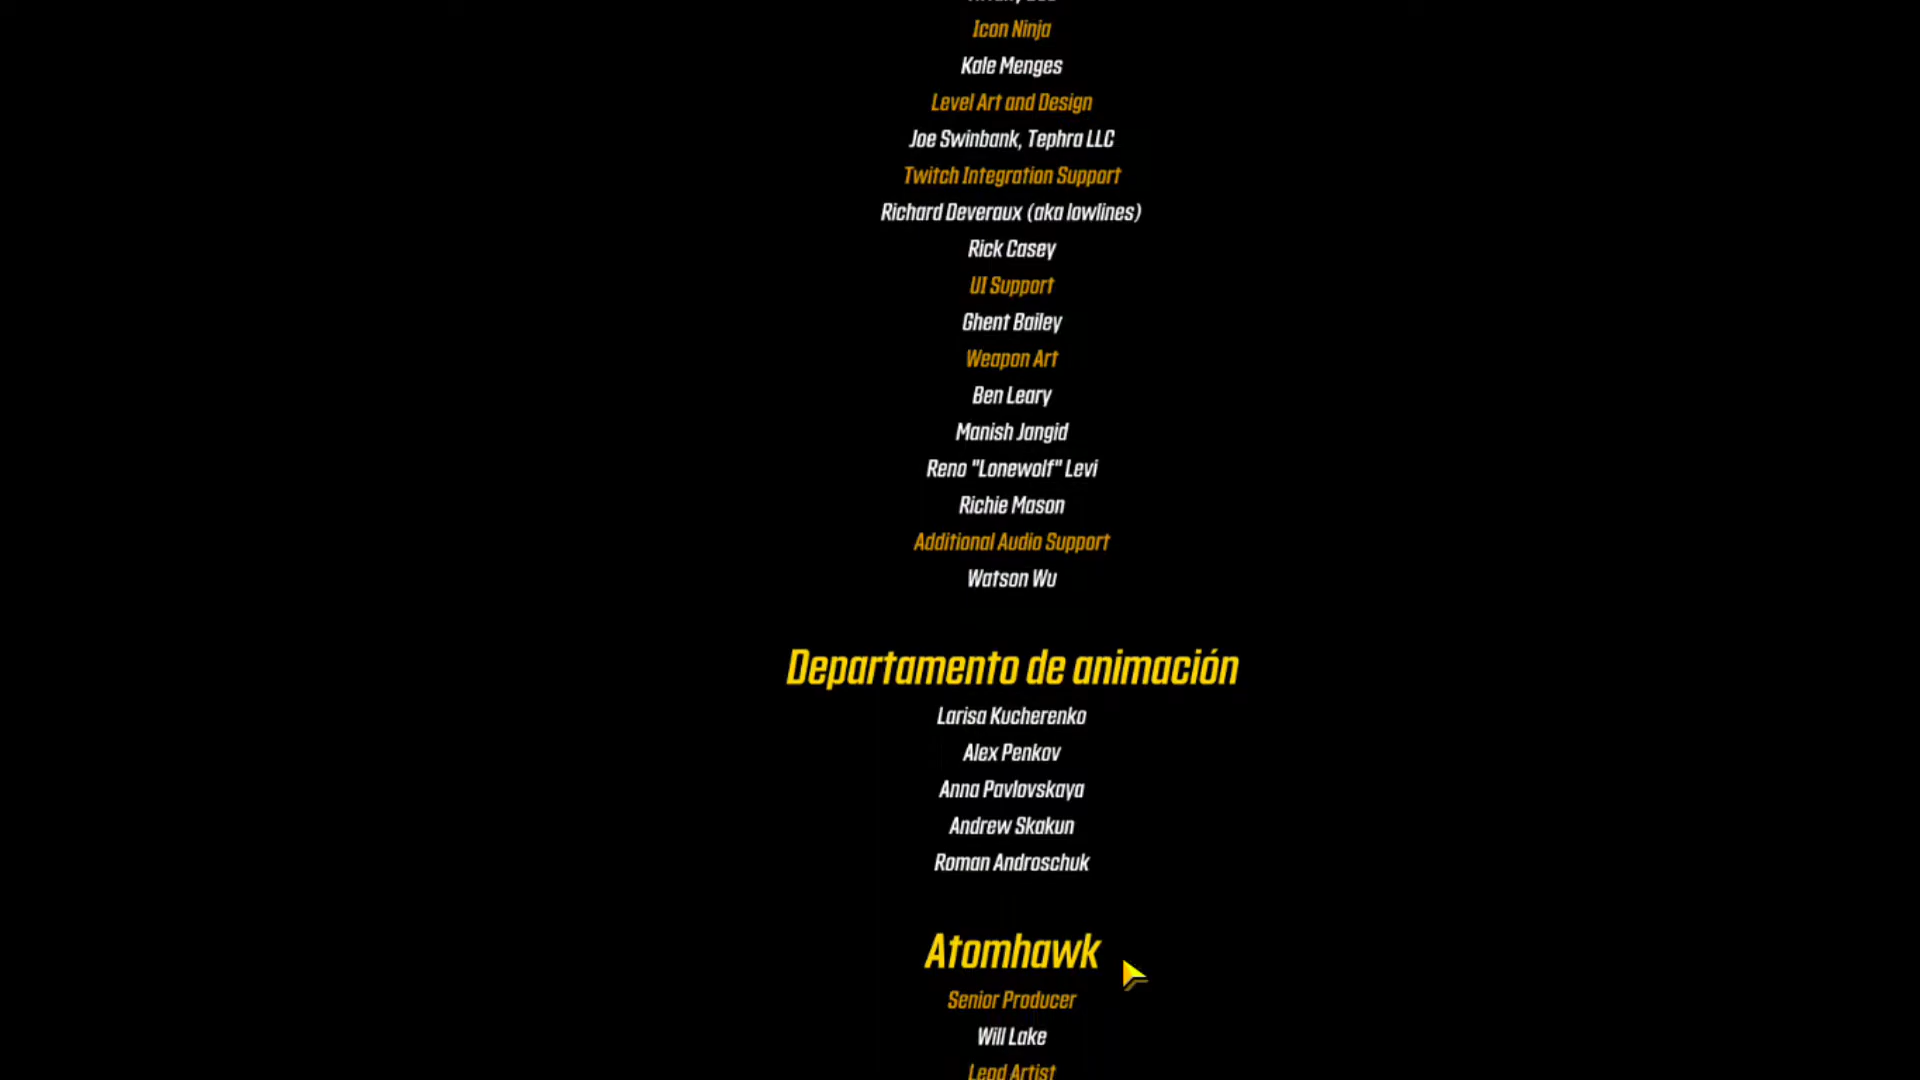 Icon Ninja
Kale Menges
Level Art and Design
Joe Swinbank, Tephra LLC
Twitch Integration Support
Richard Deveraux (aka lowlines)
Rick Casey
UI Support
Ghent Bailey
Weapon Art
Ben Leary
Manish Jangid
Reno "Lonewolf" Levi
Richie Mason
Additional Audio Support
Watson Wu
Departamento de animación
Larisa Kucherenko
Alex Penkov
Anna Pavlovskaya
Andrew Skakun
Roman Androschuk
Atomhawk
Senior Producer
Will Lake
Lead Artist